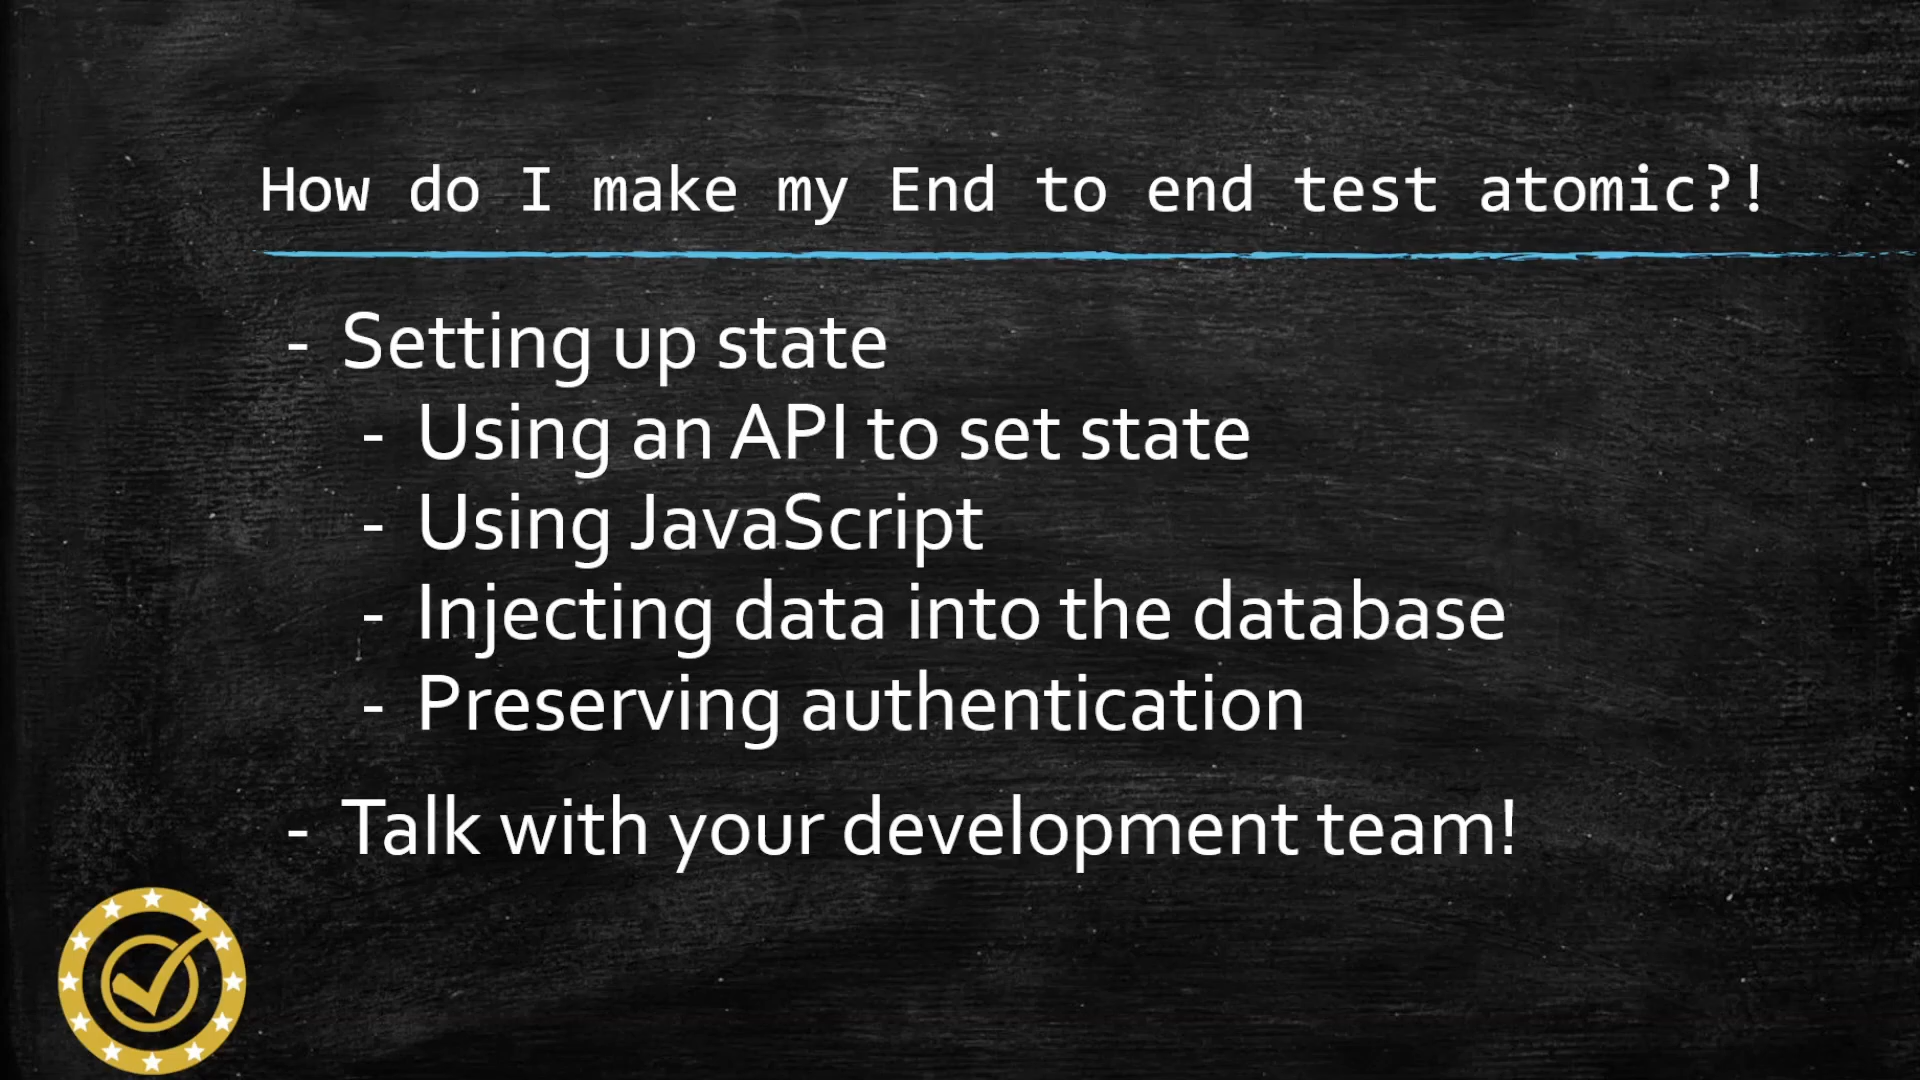 How do I make my End to end test atomic?!
- Setting up state
- Using an API to set state
- Using JavaScript
- Injecting data into the database
- Preserving authentication
- Talk with your development team!